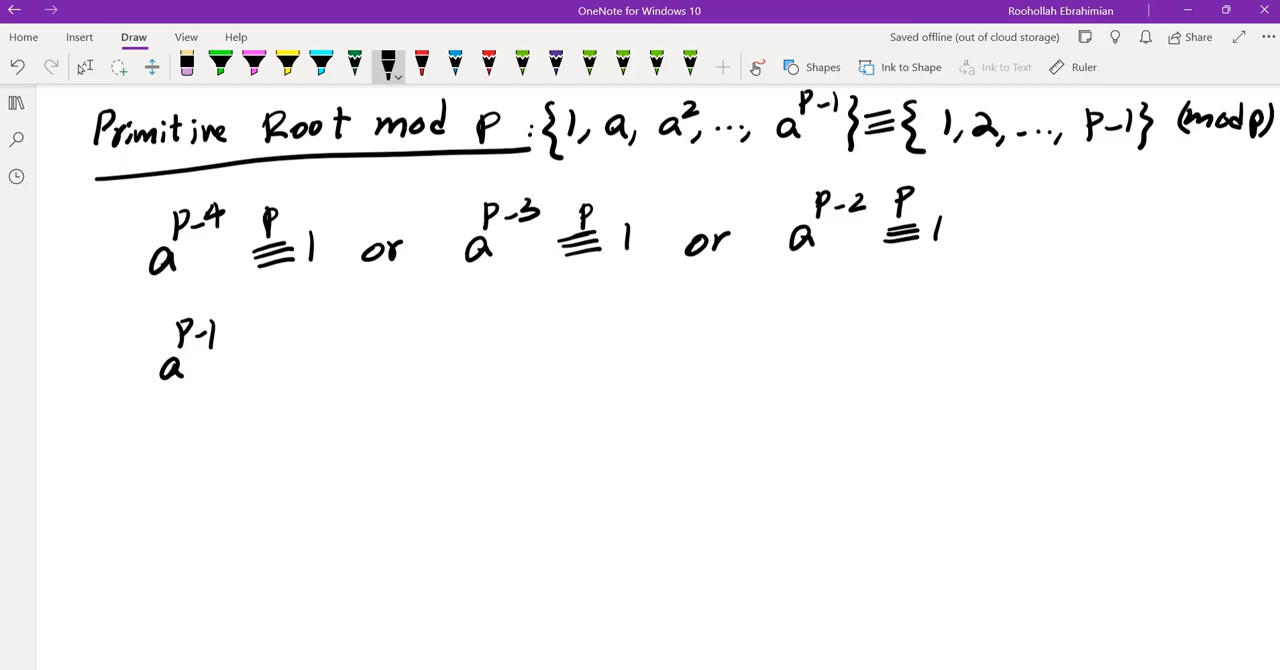 OneNote for Windows 10
Roohollah Ebrahimian
Home Insert Draw View Help
Saved offline (out of cloud storage) Share
Shapes Ink to Shape Ink to Text Ruler
Primitive Root mod p : {1, a, a², ..., a^{p-1}} ≡ {1, 2, ..., p-1} (mod p)
a^{p-4} ≡^{p} 1 or a^{p-3} ≡^{p} 1 or a^{p-2} ≡^{p} 1
a^{p-1}